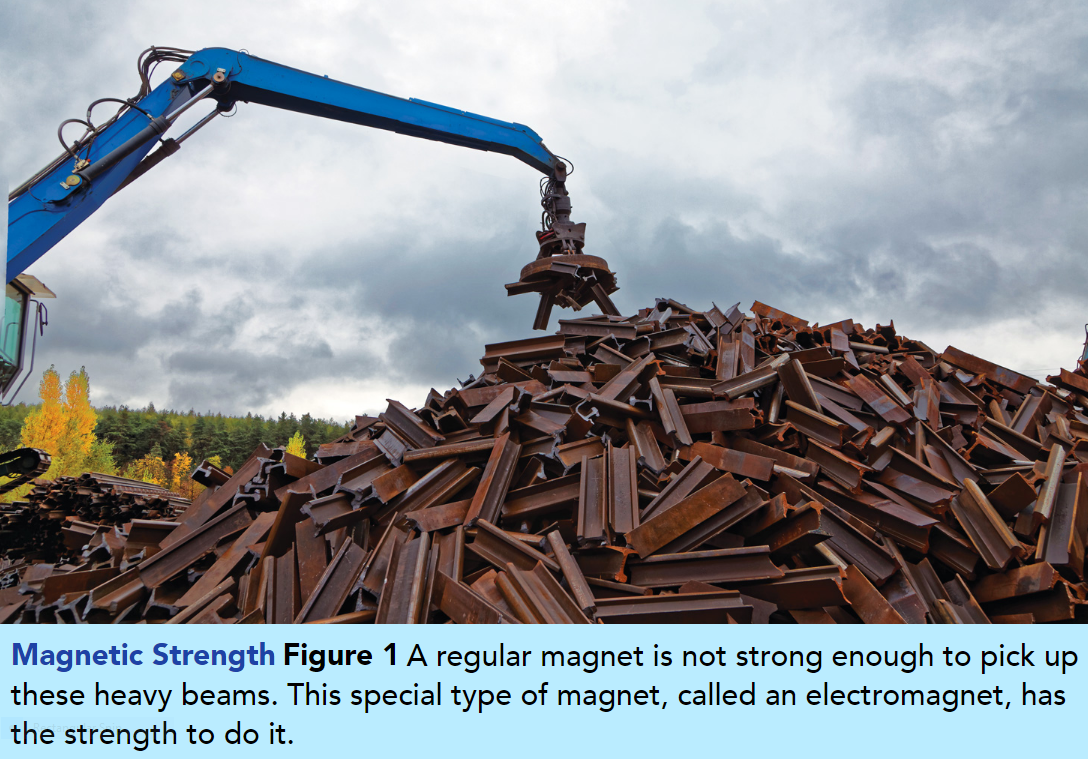 Magnetic Strength Figure 1 A regular magnet is not strong enough to pick up
these heavy beams. This special type of magnet, called an electromagnet, has
the strength to do it.